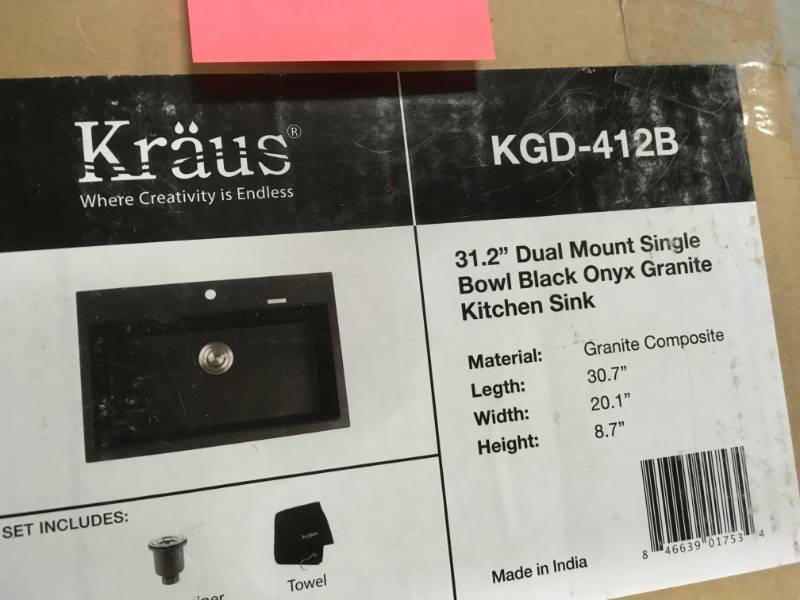 Kräus®
Where Creativity is Endless
KGD-412B
31.2" Dual Mount Single
Bowl Black Onyx Granite
Kitchen Sink
Material: Granite Composite
Legth: 30.7"
Width: 20.1"
Height: 8.7"
SET INCLUDES:
Towel
Made in India
8 46639 01753 4